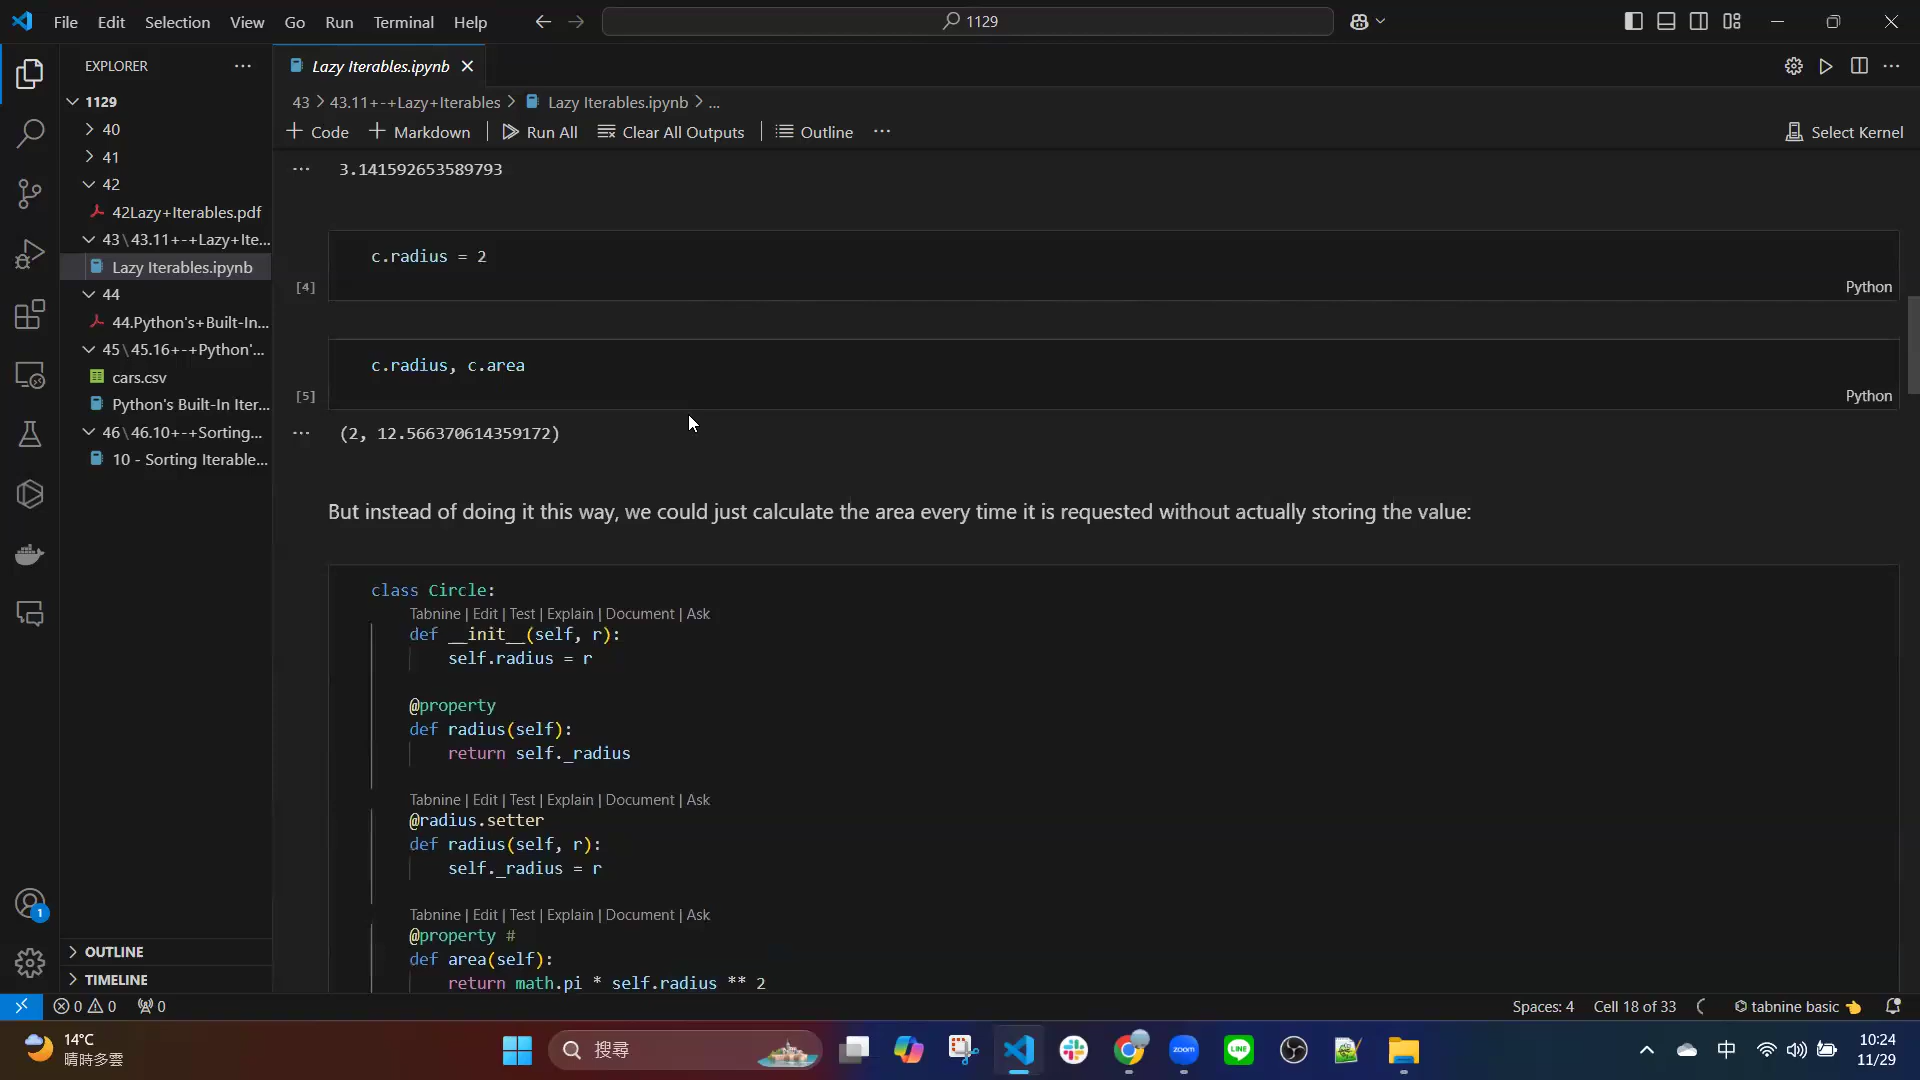 File Edit Selection View Go Run Terminal Help
1129
EXPLORER
1129
40
41
42
42Lazy+Iterables.pdf
43\43.11+-+Lazy+Ite...
Lazy Iterables.ipynb
44
44.Python's+Built-In...
45\45.16+-+Python'...
cars.csv
Python's Built-In Iter...
46\46.10+-+Sorting...
10 - Sorting Iterable...
OUTLINE
TIMELINE
Lazy Iterables.ipynb
43 > 43.11+-+Lazy+Iterables > Lazy Iterables.ipynb > ...
+ Code + Markdown | Run All Clear All Outputs | Outline ...
Select Kernel
... 3.141592653589793
c.radius = 2
[4]
Python
c.radius, c.area
[5]
Python
... (2, 12.566370614359172)
But instead of doing it this way, we could just calculate the area every time it is requested without actually storing the value:
class Circle:
Tabnine | Edit | Test | Explain | Document | Ask
def __init__(self, r):
self.radius = r
@property
def radius(self):
return self._radius
Tabnine | Edit | Test | Explain | Document | Ask
@radius.setter
def radius(self, r):
self._radius = r
Tabnine | Edit | Test | Explain | Document | Ask
@property #
def area(self):
return math.pi * self.radius ** 2
1
0 0 0
Spaces: 4 Cell 18 of 33 tabnine basic
14°C
晴時多雲
搜尋
zoom
LINE
中
10:24
11/29